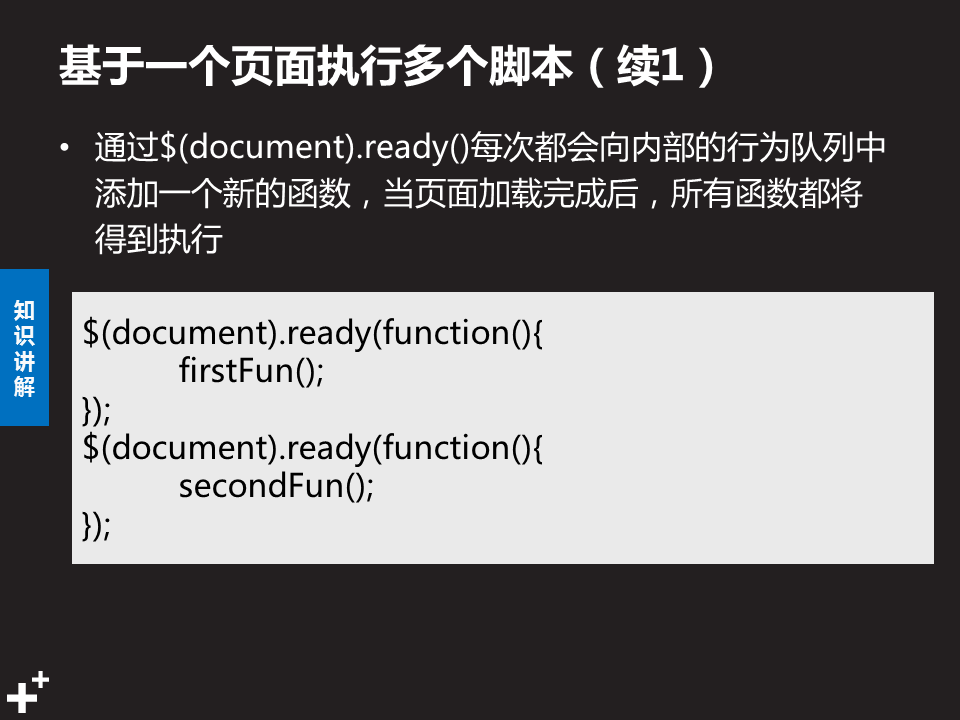 基于一个页面执行多个脚本（续1）
• 通过$(document).ready()每次都会向内部的行为队列中
添加一个新的函数，当页面加载完成后，所有函数都将
得到执行
知
识
讲
解
$(document).ready(function(){
firstFun();
});
$(document).ready(function(){
secondFun();
});